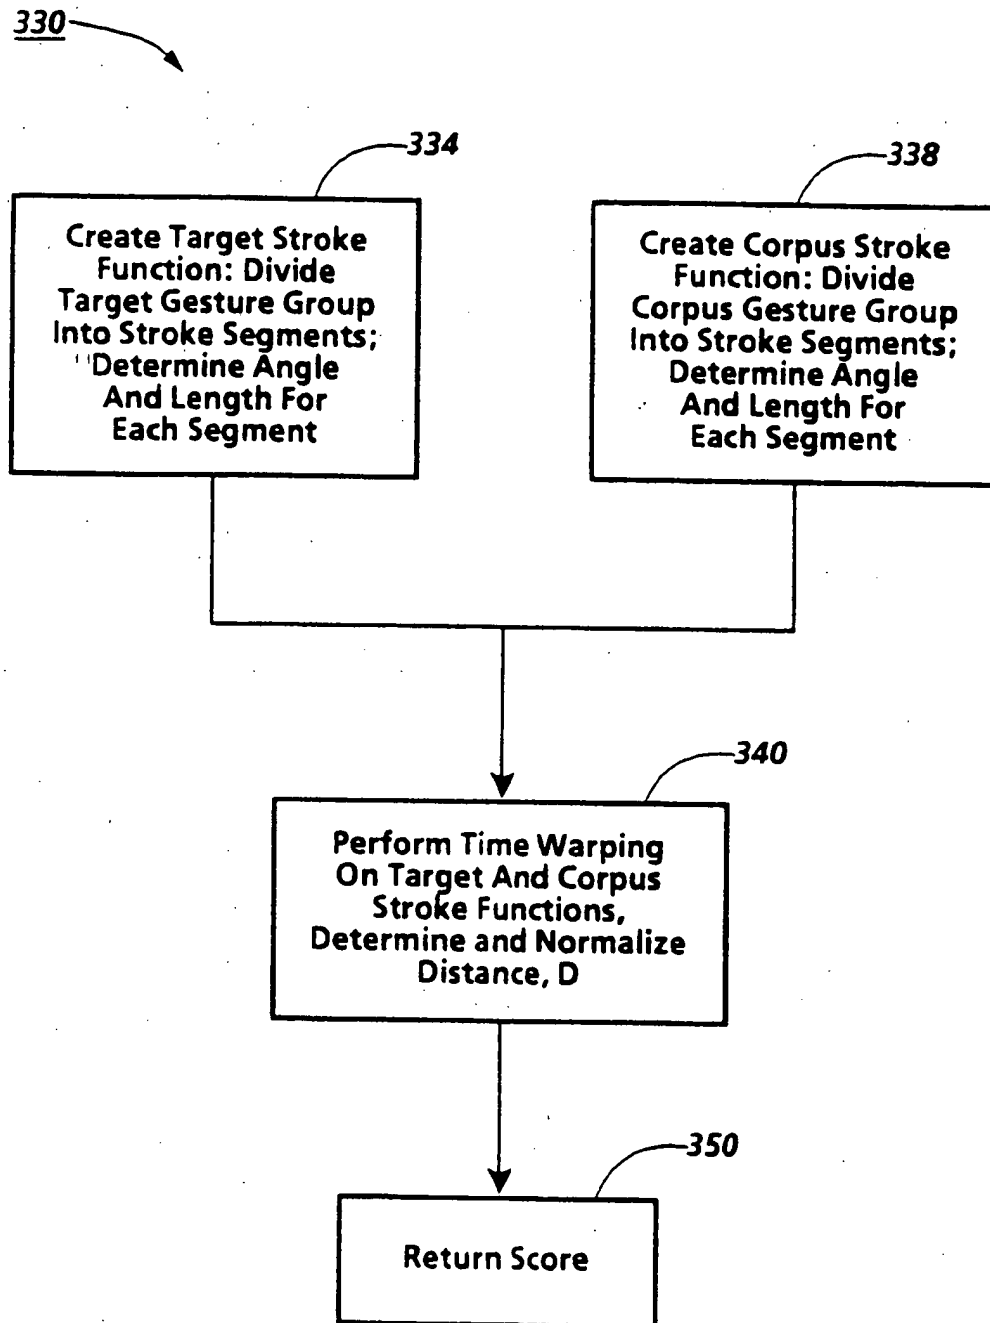 330
334
Create Target Stroke
Function: Divide
Target Gesture Group
Into Stroke Segments;
Determine Angle
And Length For
Each Segment
338
Create Corpus Stroke
Function: Divide
Corpus Gesture Group
Into Stroke Segments;
Determine Angle
And Length For
Each Segment
340
Perform Time Warping
On Target And Corpus
Stroke Functions,
Determine and Normalize
Distance, D
350
Return Score